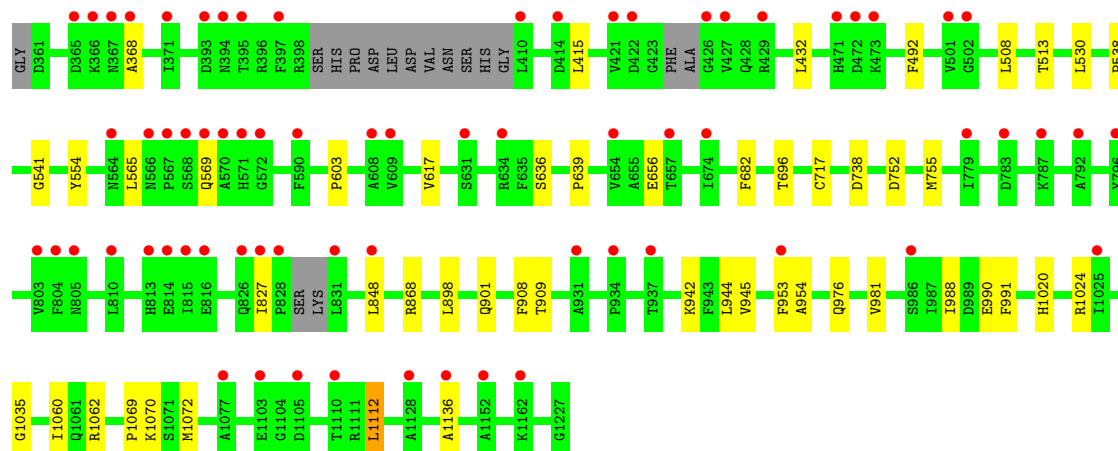 GLY D361 D365 K366 N367 A368 I371 D393 N394 T395 R396 F397 R398 SER HIS PRO ASP LEU ASP VAL ASN SER HIS GLY L410 D414 L415 V421 D422 G423 PHE ALA G426 V427 Q428 R429 L432 H471 D472 K473 F492 V501 G502 L508 T513 L530
G541 Y554 N564 L565 N566 P567 S568 Q569 A570 H571 G572 F590 P603 A608 V609 V617 S631 R634 F635 S636 P639 V654 A655 E656 T657 I674 F682 T696 C717 D738 D752 M755 I779 D783 K787 A792
V803 F804 N805 L810 H813 E814 I815 E816 Q826 I827 P828 SER LYS L831 L848 R868 L898 Q901 F908 T909 A931 P934 T937 K942 F943 L944 V945 F953 A954 Q976 V981 S986 I987 I988 D989 E990 F991 H1020 R1024 I1025
G1035 I1060 Q1061 R1062 P1069 K1070 S1071 M1072 A1077 E1103 G1104 D1105 T1110 R1111 L1112 A1128 A1136 A1152 K1162 G1227